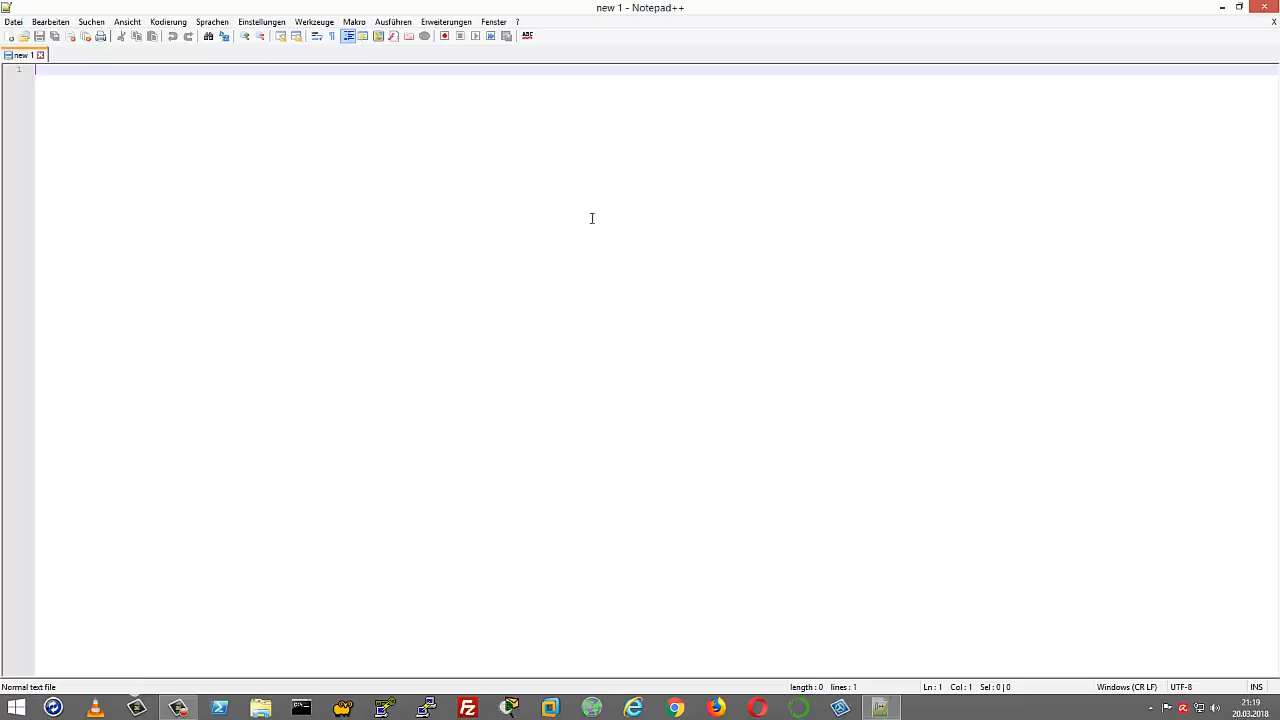 new 1 - Notepad++
Datei Bearbeiten Suchen Ansicht Kodierung Sprachen Einstellungen Werkzeuge Makro Ausführen Erweiterungen Fenster ?
X
ABC
new 1
1
Normal text file length : 0 lines : 1 Ln : 1 Col : 1 Sel : 0 | 0 Windows (CR LF) UTF-8 INS
21:19
20.03.2018